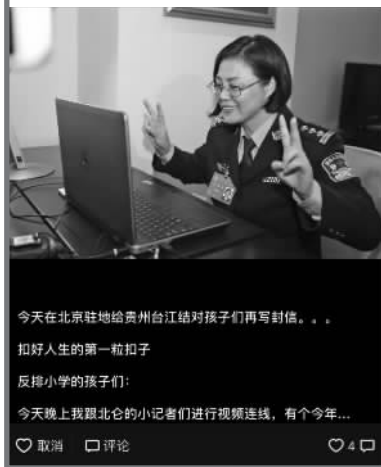 今天在北京驻地给贵州台江结对孩子们再写封信。。。
扣好人生的第一粒扣子
反排小学的孩子们：
今天晚上我跟北仑的小记者们进行视频连线，有个今年...
取消 评论 4